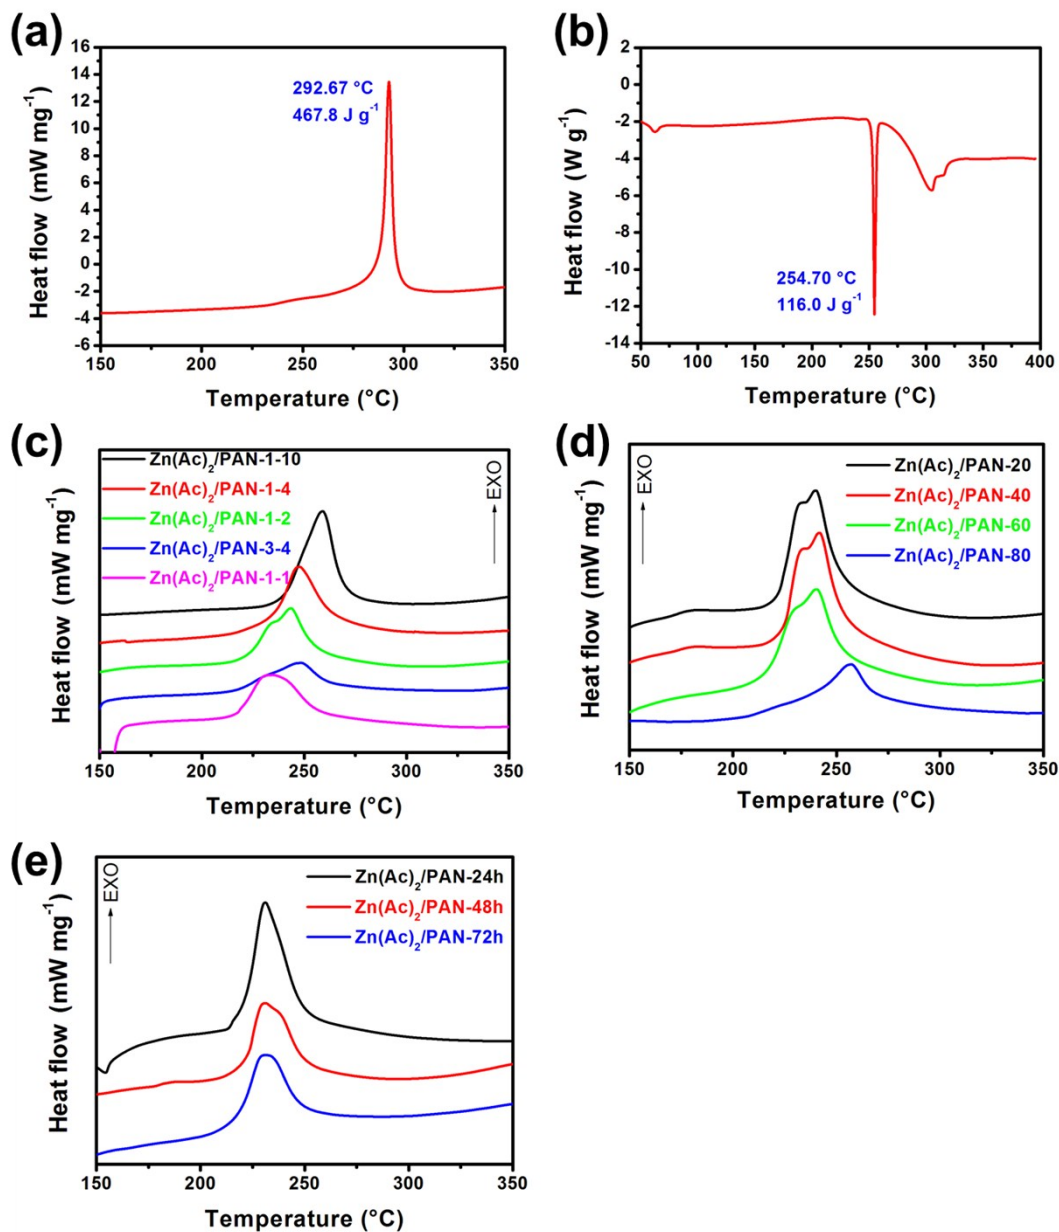 (a)
16
14
12
10
8
6
4
2
0
-2
-4
-6
Heat flow (mW mg⁻¹)
292.67 °C
467.8 J g⁻¹
150 200 250 300 350
Temperature (°C)
(b)
2
0
-2
-4
-6
-8
-10
-12
-14
Heat flow (W g⁻¹)
254.70 °C
116.0 J g⁻¹
50 100 150 200 250 300 350 400
Temperature (°C)
(c)
Zn(Ac)₂/PAN-1-10
Zn(Ac)₂/PAN-1-4
Zn(Ac)₂/PAN-1-2
Zn(Ac)₂/PAN-3-4
Zn(Ac)₂/PAN-1-1
EXO
Heat flow (mW mg⁻¹)
150 200 250 300 350
Temperature (°C)
(d)
EXO
Zn(Ac)₂/PAN-20
Zn(Ac)₂/PAN-40
Zn(Ac)₂/PAN-60
Zn(Ac)₂/PAN-80
Heat flow (mW mg⁻¹)
150 200 250 300 350
Temperature (°C)
(e)
EXO
Zn(Ac)₂/PAN-24h
Zn(Ac)₂/PAN-48h
Zn(Ac)₂/PAN-72h
Heat flow (mW mg⁻¹)
150 200 250 300 350
Temperature (°C)